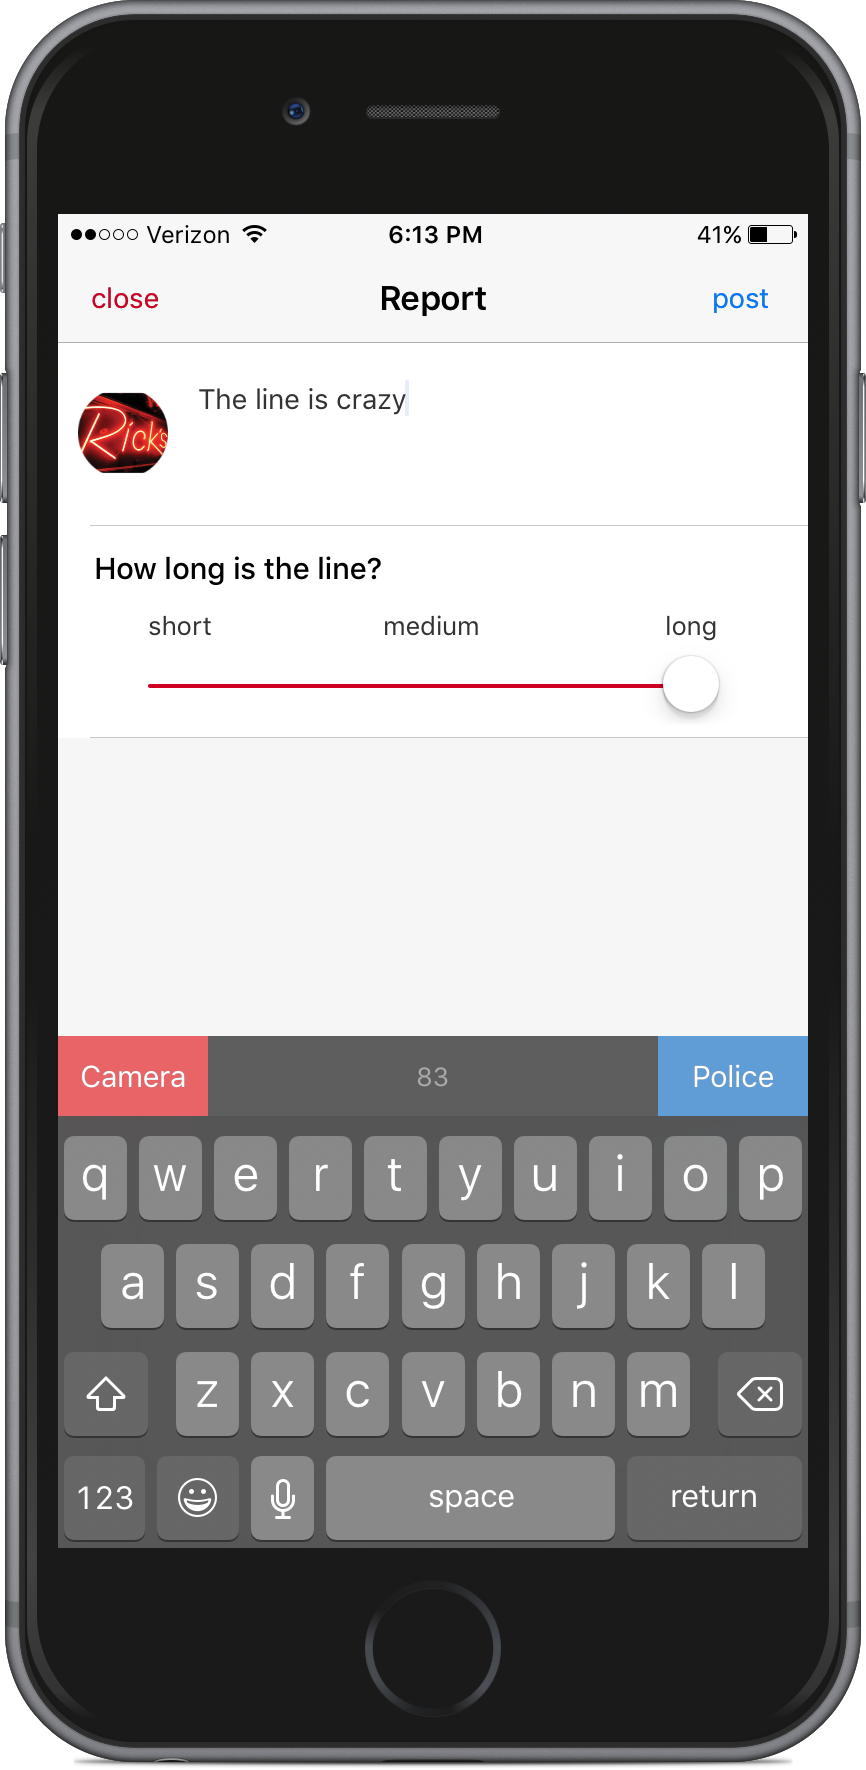 Verizon 6:13 PM 41%
close Report post
Rick's
The line is crazy
How long is the line?
short medium long
Camera 83 Police
q w e r t y u i o p
a s d f g h j k l
z x c v b n m
123 space return